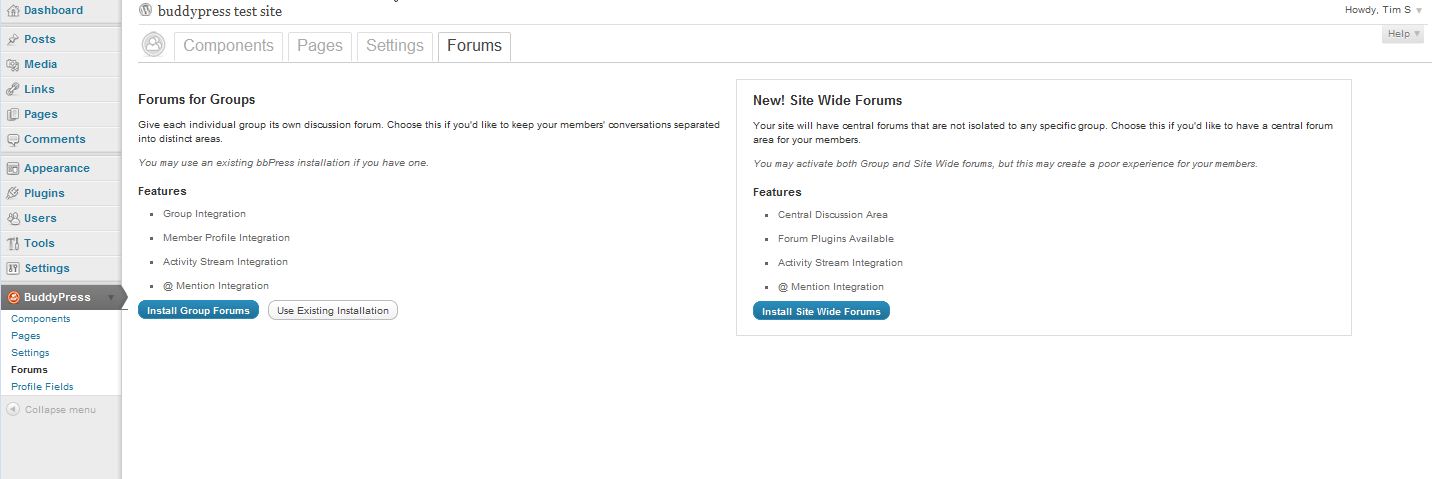 Dashboard
Posts
Media
Links
Pages
Comments
Appearance
Plugins
Users
Tools
Settings
BuddyPress
Components
Pages
Settings
Forums
Profile Fields
Collapse menu
buddypress test site
Howdy, Tim S
Help
Components
Pages
Settings
Forums
Forums for Groups
Give each individual group its own discussion forum. Choose this if you'd like to keep your members' conversations separated
into distinct areas.
You may use an existing bbPress installation if you have one.
Features
Group Integration
Member Profile Integration
Activity Stream Integration
@ Mention Integration
Install Group Forums
Use Existing Installation
New! Site Wide Forums
Your site will have central forums that are not isolated to any specific group. Choose this if you'd like to have a central forum
area for your members.
You may activate both Group and Site Wide forums, but this may create a poor experience for your members.
Features
Central Discussion Area
Forum Plugins Available
Activity Stream Integration
@ Mention Integration
Install Site Wide Forums